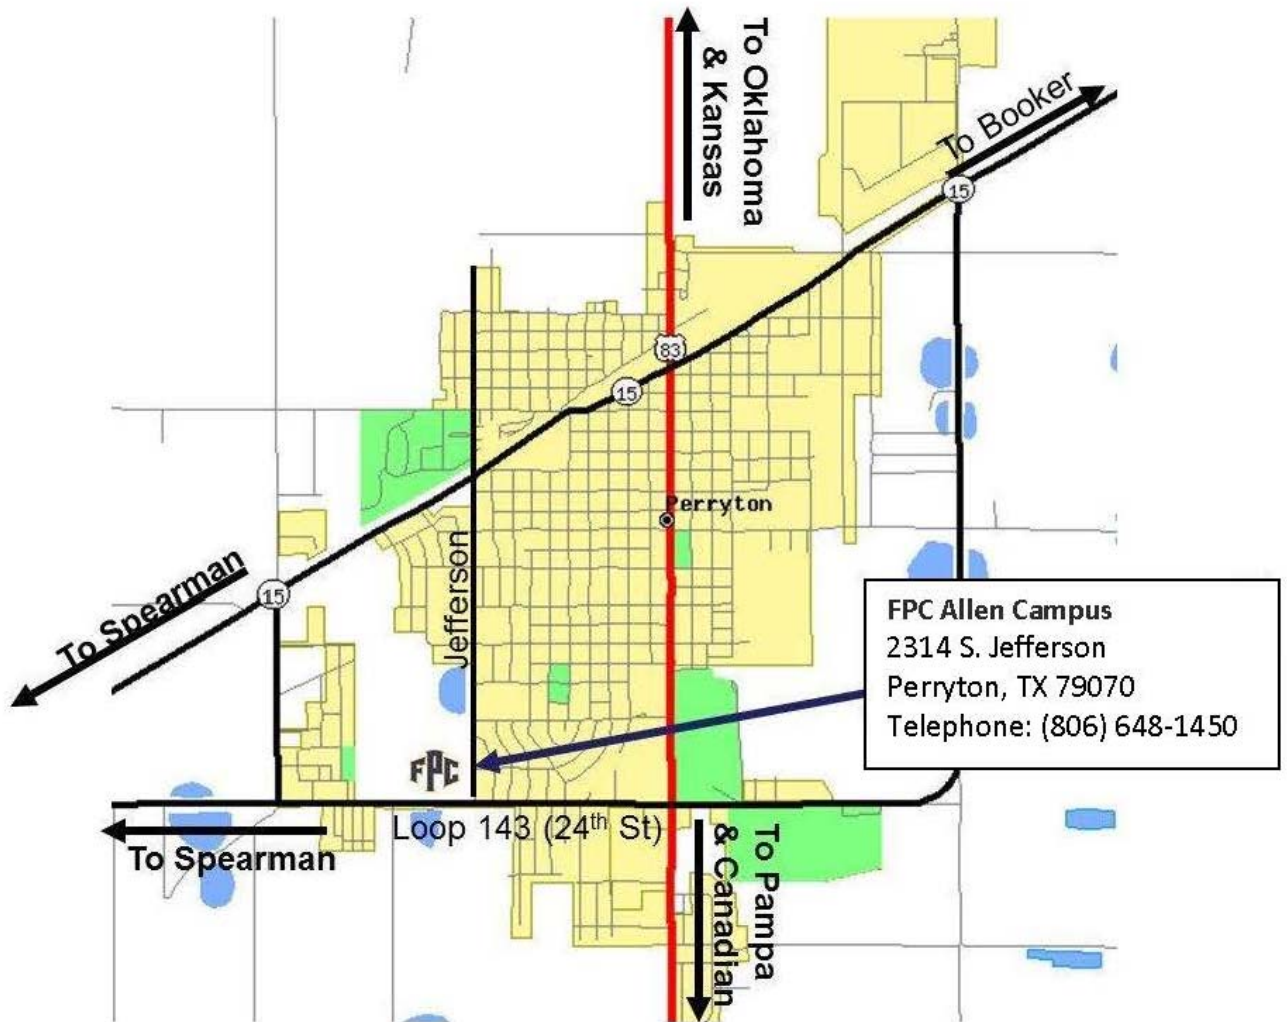 To Oklahoma
& Kansas
To Booker
15
83
15
Perryton
Jefferson
To Spearman
15
FPC Allen Campus
2314 S. Jefferson
Perryton, TX 79070
Telephone: (806) 648-1450
FPC
Loop 143 (24th St)
To Spearman
To Pampa
& Canadian